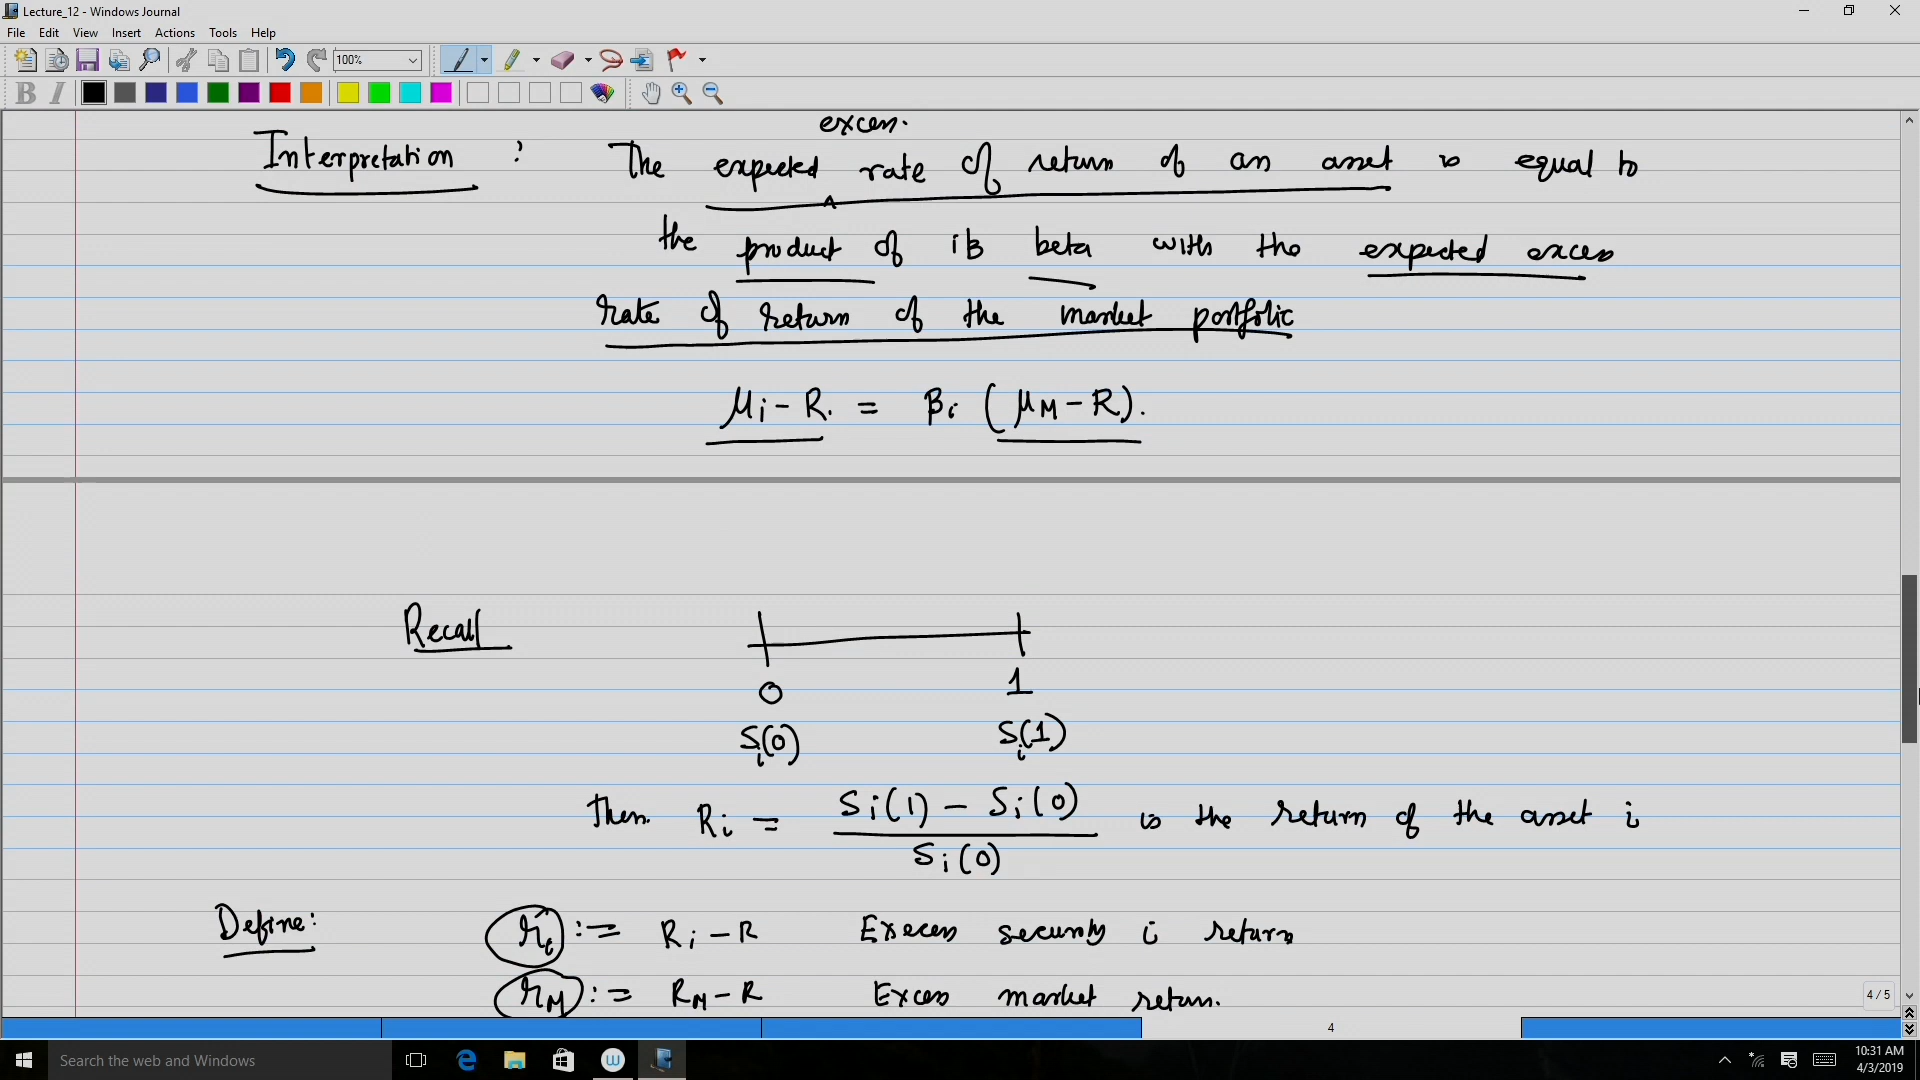 Lecture_12 - Windows Journal
File Edit View Insert Actions Tools Help
100%
B I
excess.
Interpretation : The expected rate of return of an asset is equal to
^
the product of its beta with the expected excess
rate of return of the market portfolio
μi - R. = βi (μM - R).
Recall
0 1
Si(0) Si(1)
Then Ri = Si(1) - Si(0) is the return of the asset i
Si(0)
Define: ri := Ri - R Excess security i return
rM := RM - R Excess market return.
4 / 5
4
Search the web and Windows
10:31 AM
4/3/2019